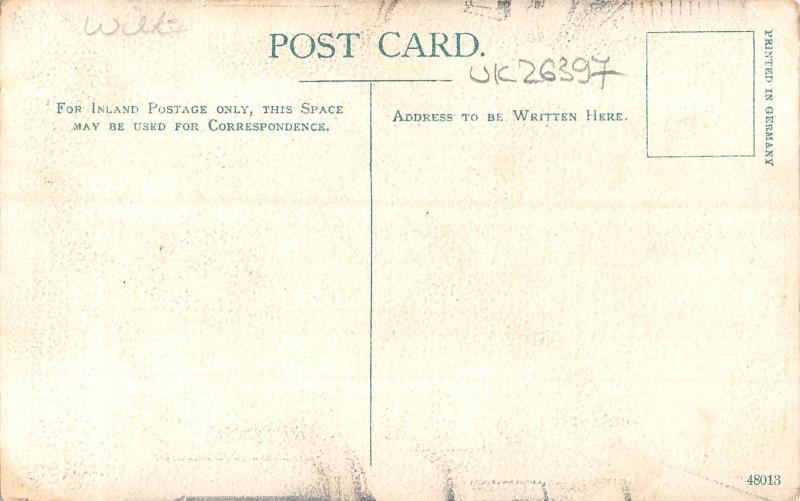 POST CARD.
UK26397
FOR INLAND POSTAGE ONLY, THIS SPACE
MAY BE USED FOR CORRESPONDENCE.
ADDRESS TO BE WRITTEN HERE.
PRINTED IN GERMANY
48013